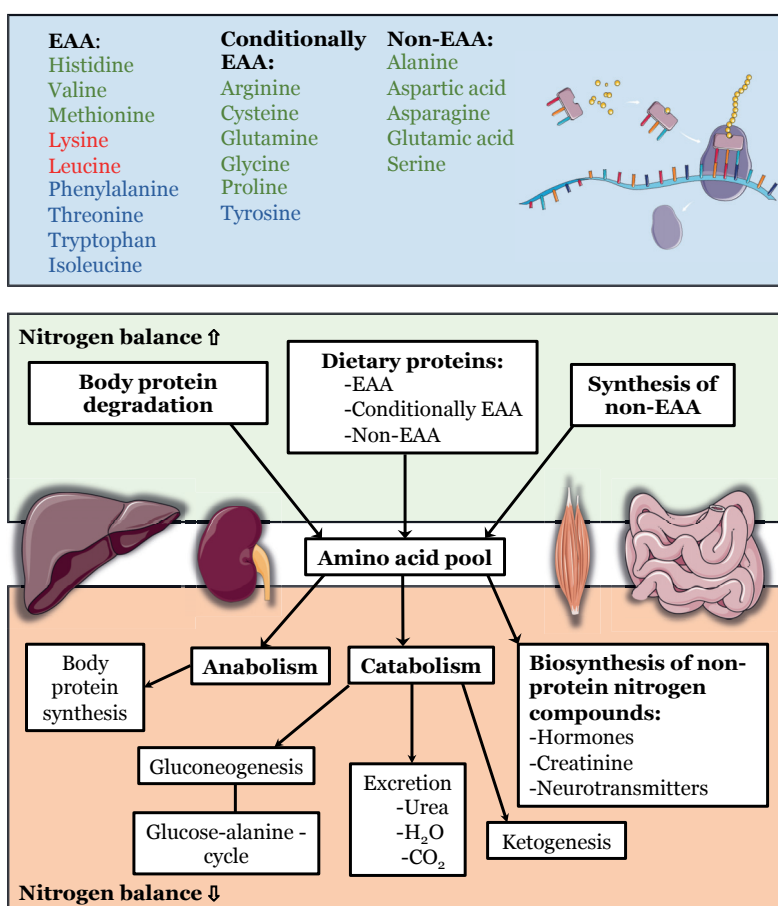 EAA:
Histidine
Valine
Methionine
Lysine
Leucine
Phenylalanine
Threonine
Tryptophan
Isoleucine
Conditionally
EAA:
Arginine
Cysteine
Glutamine
Glycine
Proline
Tyrosine
Non-EAA:
Alanine
Aspartic acid
Asparagine
Glutamic acid
Serine
Nitrogen balance ⇧
Body protein
degradation
Dietary proteins:
-EAA
-Conditionally EAA
-Non-EAA
Synthesis of
non-EAA
Amino acid pool
Body
protein
synthesis
Anabolism
Catabolism
Biosynthesis of non-
protein nitrogen
compounds:
-Hormones
-Creatinine
-Neurotransmitters
Gluconeogenesis
Glucose-alanine -
cycle
Excretion
-Urea
-H₂O
-CO₂
Ketogenesis
Nitrogen balance ⇩